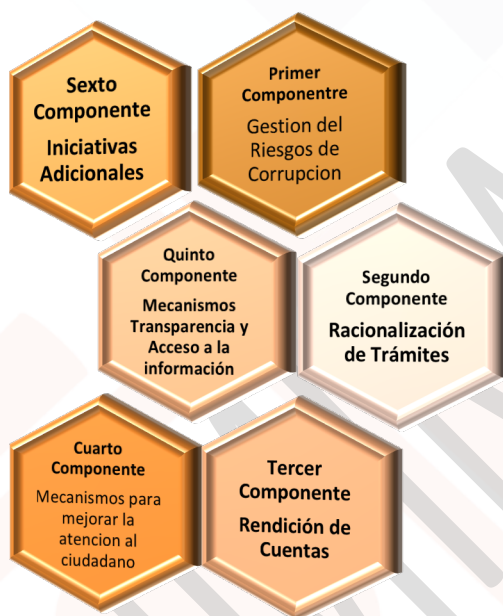 Sexto
Componente
Iniciativas
Adicionales
Primer
Componentre
Gestion del
Riesgos de
Corrupcion
Quinto
Componente
Mecanismos
Transparencia y
Acceso a la
información
Segundo
Componente
Racionalización
de Trámites
Cuarto
Componente
Mecanismos para
mejorar la
atencion al
ciudadano
Tercer
Componente
Rendición de
Cuentas